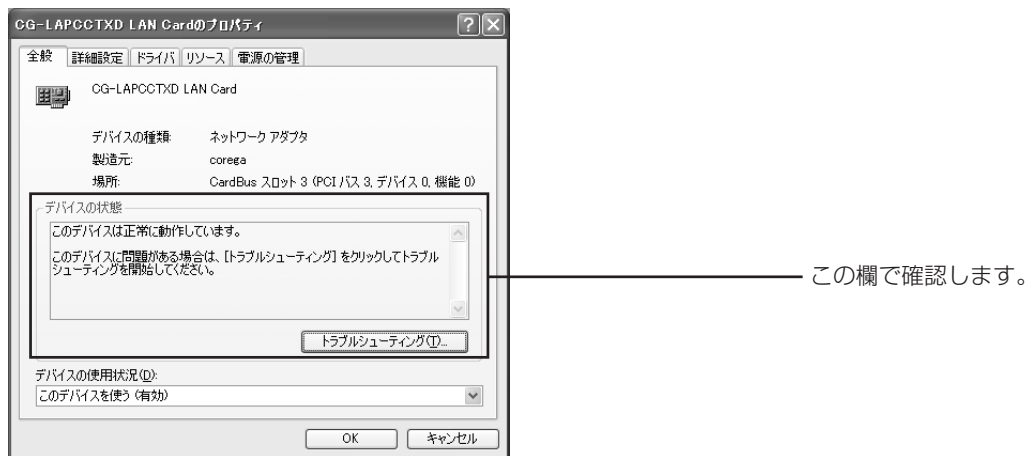 CG-LAPCCTXD LAN Cardのプロパティ
全般 詳細設定 ドライバ リソース 電源の管理
CG-LAPCCTXD LAN Card
デバイスの種類: ネットワーク アダプタ
製造元: corega
場所: CardBus スロット 3 (PCI バス 3, デバイス 0, 機能 0)
デバイスの状態
このデバイスは正常に動作しています。
このデバイスに問題がある場合は、[トラブルシューティング] をクリックしてトラブル
シューティングを開始してください。
この欄で確認します。
トラブルシューティング(T)...
デバイスの使用状況(D):
このデバイスを使う (有効)
OK キャンセル